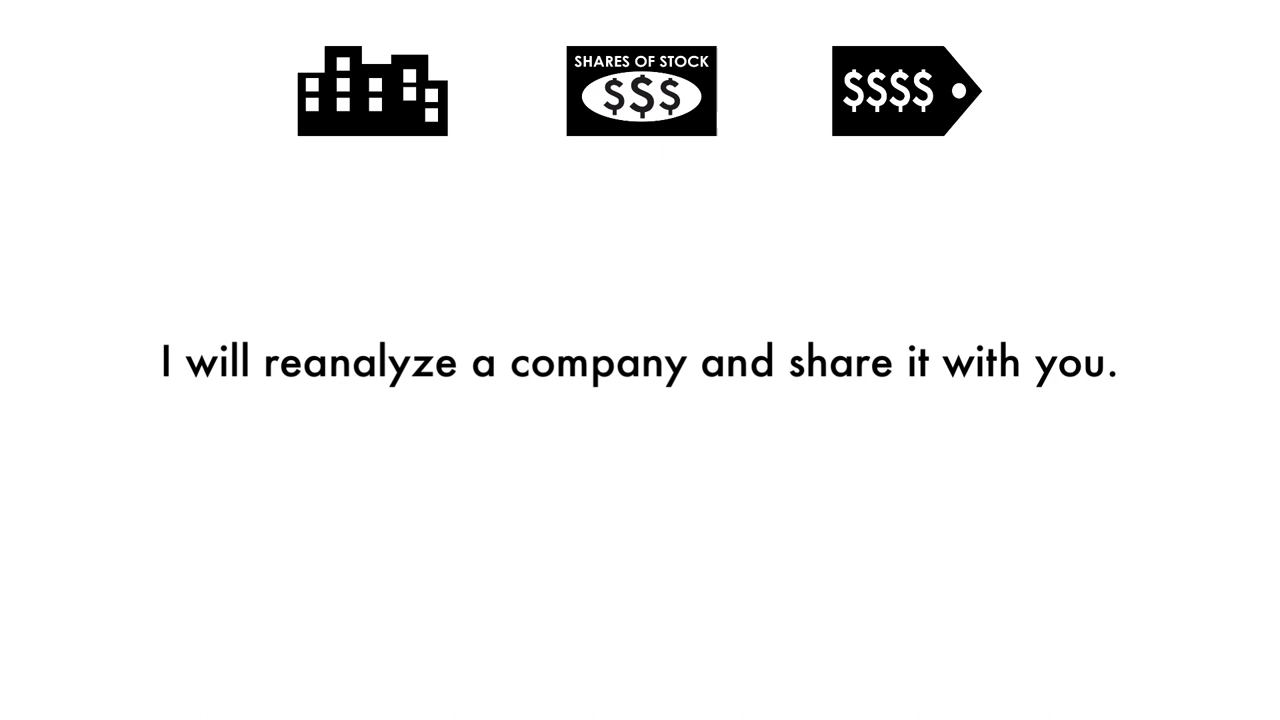 SHARES OF STOCK
$$$
$$$$
I will reanalyze a company and share it with you.